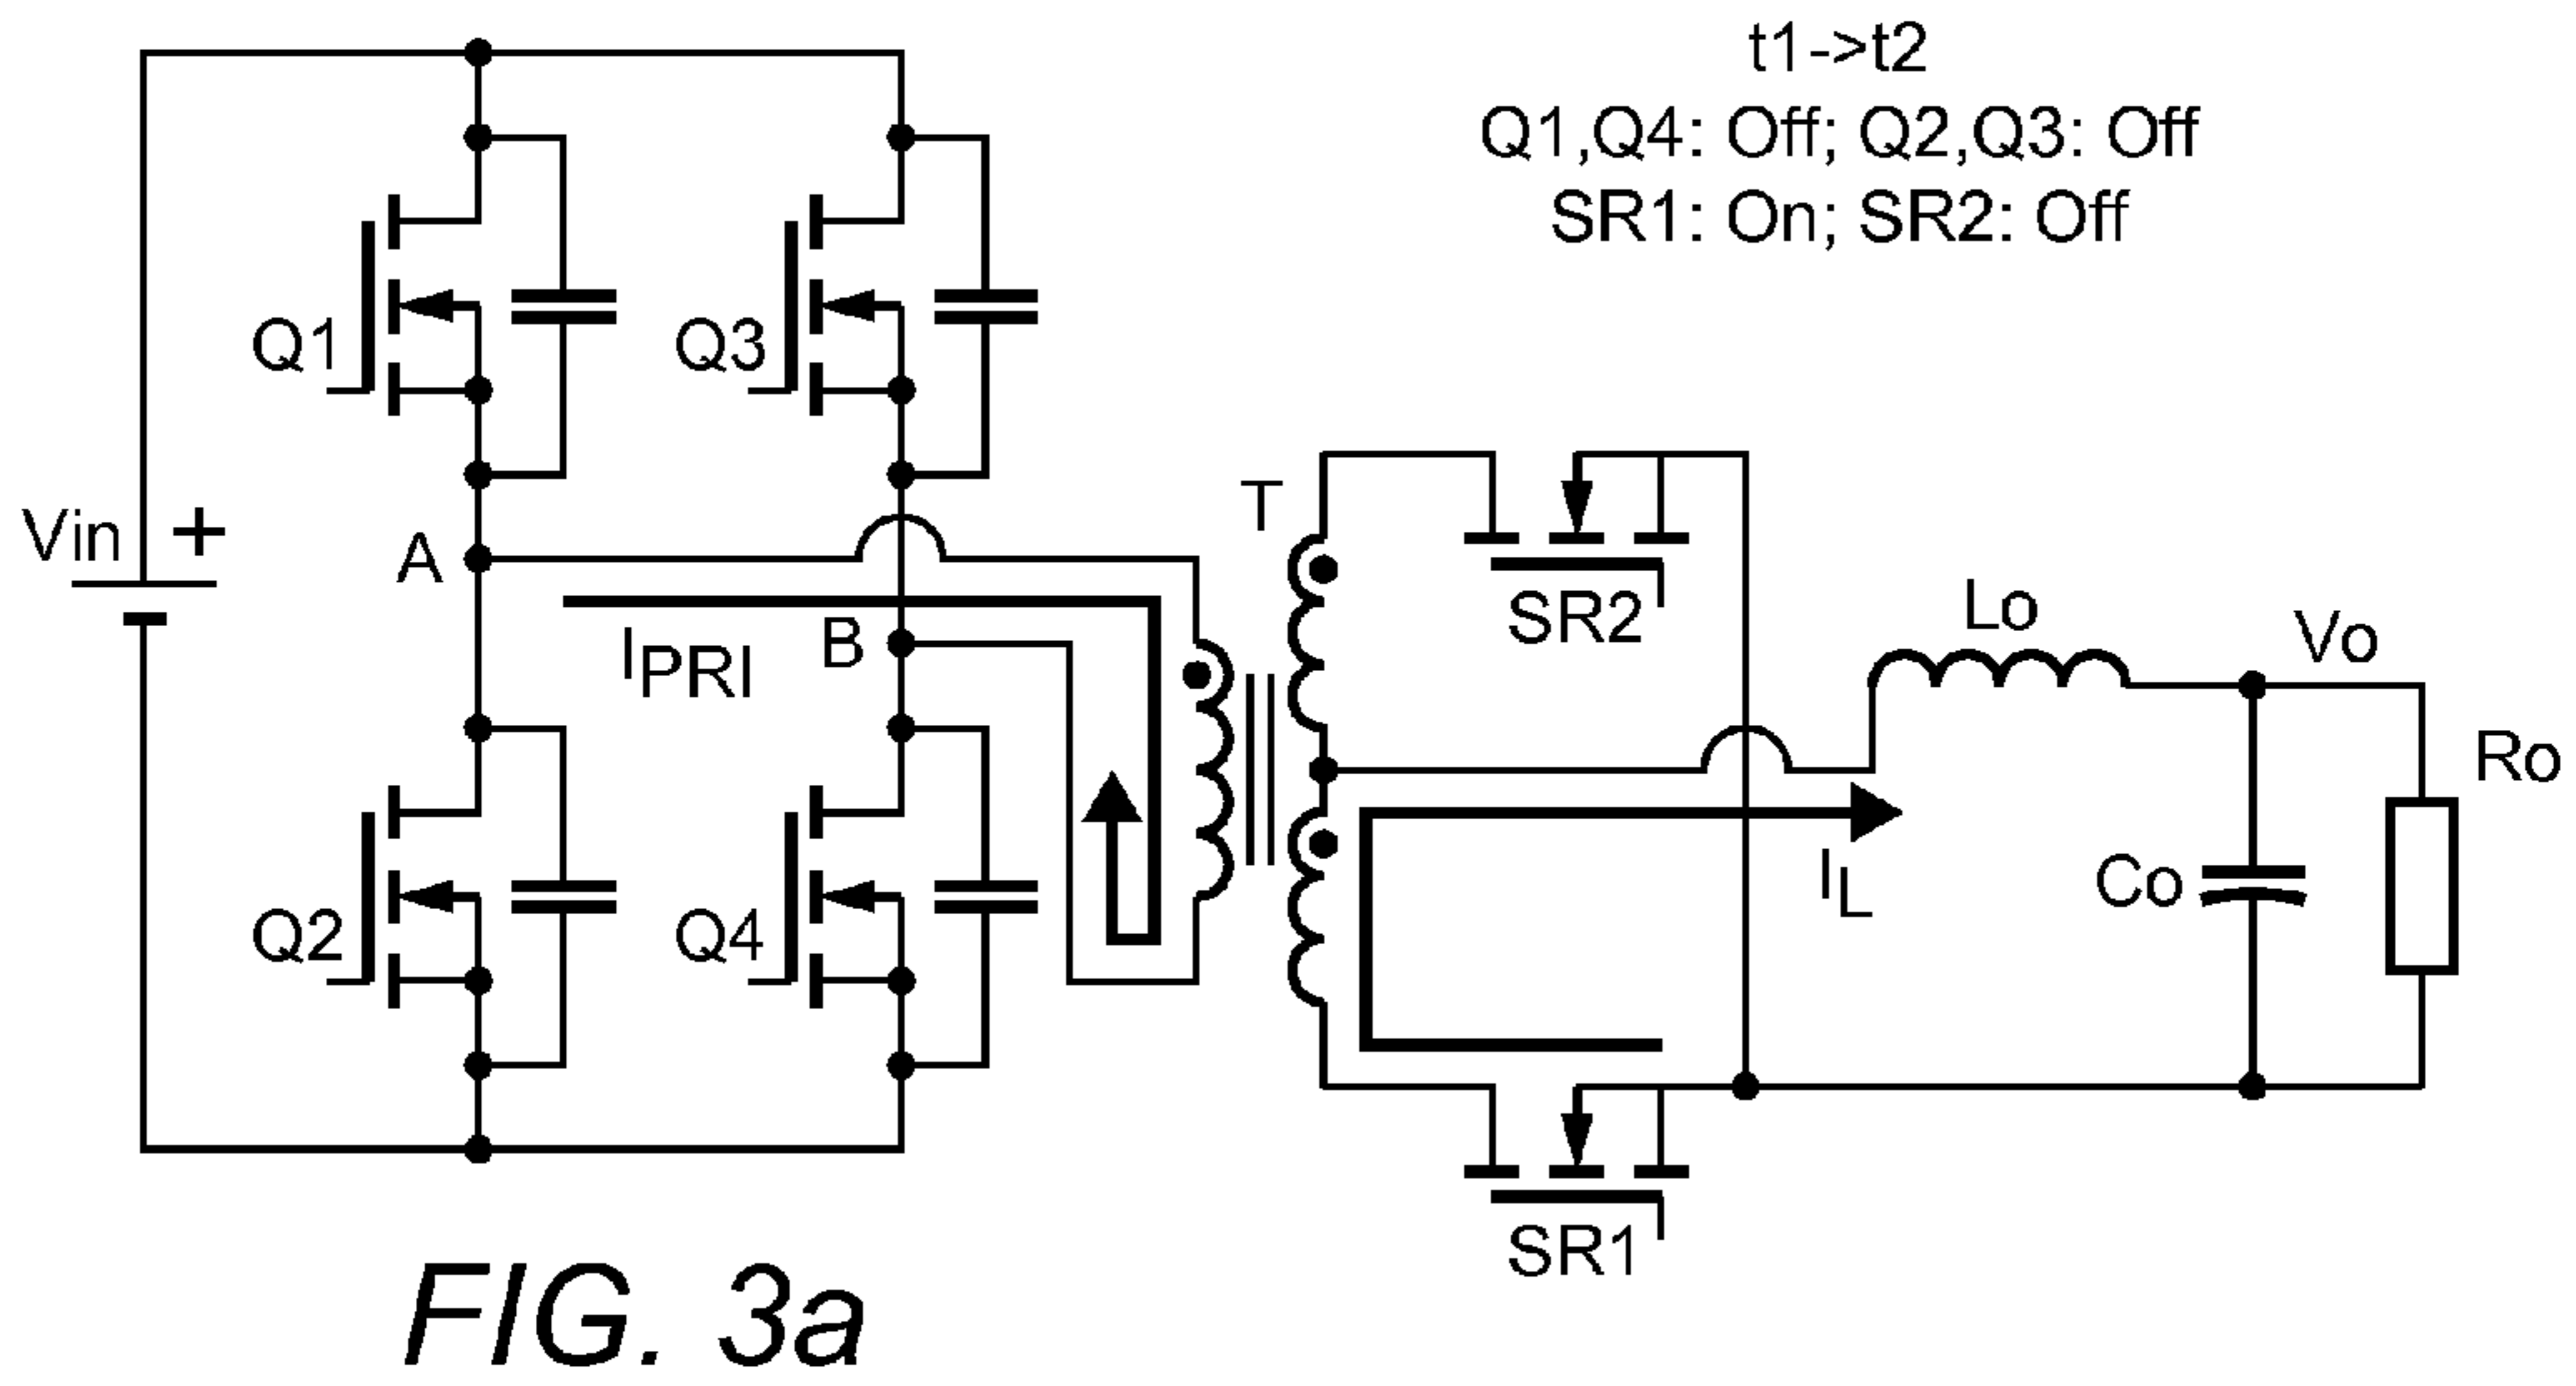 t1->t2
Q1,Q4: Off; Q2,Q3: Off
SR1: On; SR2: Off
Q1
Q3
Vin +
A
T
IPRI
B
SR2
Lo
Vo
Ro
IL
Co
Q2
Q4
SR1
FIG. 3a